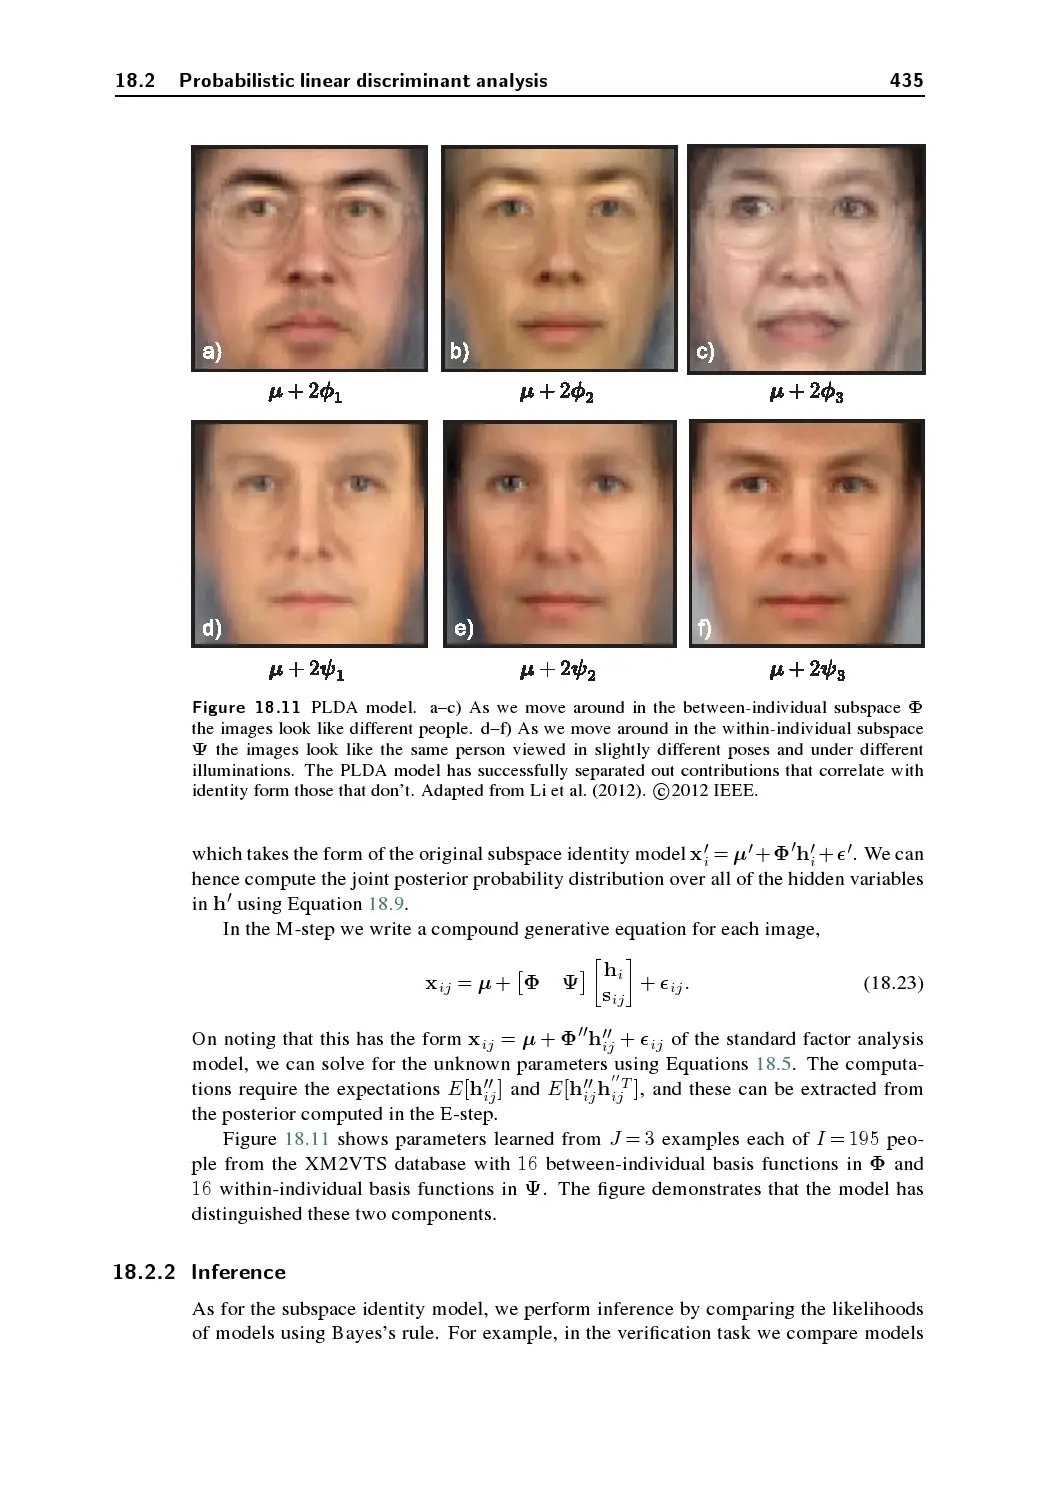 18.2 Probabilistic linear discriminant analysis 435
a) b) c)
μ + 2ϕ₁ μ + 2ϕ₂ μ + 2ϕ₃
d) e) f)
μ + 2ψ₁ μ + 2ψ₂ μ + 2ψ₃
Figure 18.11 PLDA model. a–c) As we move around in the between-individual subspace Φ
the images look like different people. d–f) As we move around in the within-individual subspace
Ψ the images look like the same person viewed in slightly different poses and under different
illuminations. The PLDA model has successfully separated out contributions that correlate with
identity form those that don't. Adapted from Li et al. (2012). ©2012 IEEE.
which takes the form of the original subspace identity model x′ᵢ = μ′ + Φ′h′ᵢ + ϵ′. We can
hence compute the joint posterior probability distribution over all of the hidden variables
in h′ using Equation 18.9.
In the M-step we write a compound generative equation for each image,
xᵢⱼ = μ + [Φ Ψ] [hᵢ sᵢⱼ] + ϵᵢⱼ. (18.23)
On noting that this has the form xᵢⱼ = μ + Φ″h″ᵢⱼ + ϵᵢⱼ of the standard factor analysis
model, we can solve for the unknown parameters using Equations 18.5. The computa-
tions require the expectations E[h″ᵢⱼ] and E[h″ᵢⱼh″ᵢⱼᵀ], and these can be extracted from
the posterior computed in the E-step.
Figure 18.11 shows parameters learned from J = 3 examples each of I = 195 peo-
ple from the XM2VTS database with 16 between-individual basis functions in Φ and
16 within-individual basis functions in Ψ. The figure demonstrates that the model has
distinguished these two components.
18.2.2 Inference
As for the subspace identity model, we perform inference by comparing the likelihoods
of models using Bayes's rule. For example, in the verification task we compare models